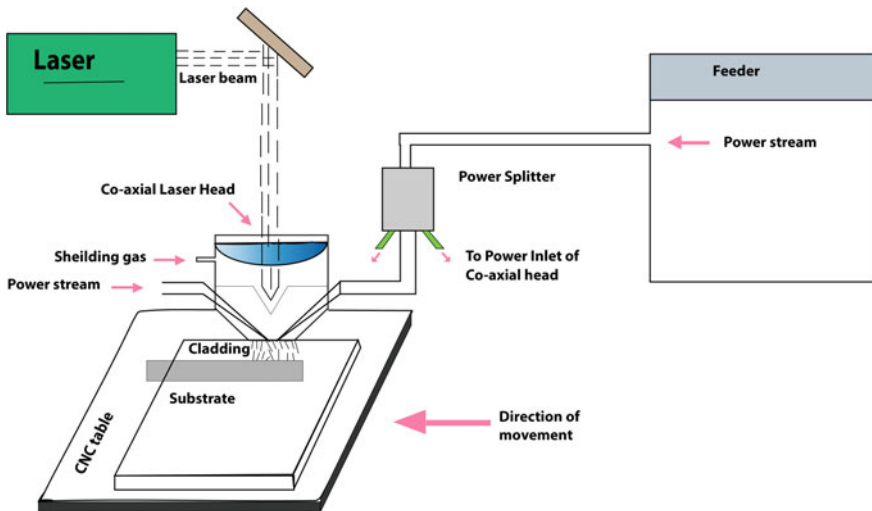 Laser
Laser beam
Feeder
Power stream
Power Splitter
Co-axial Laser Head
Sheilding gas
To Power Inlet of
Co-axial head
Power stream
Cladding
Substrate
CNC table
Direction of
movement